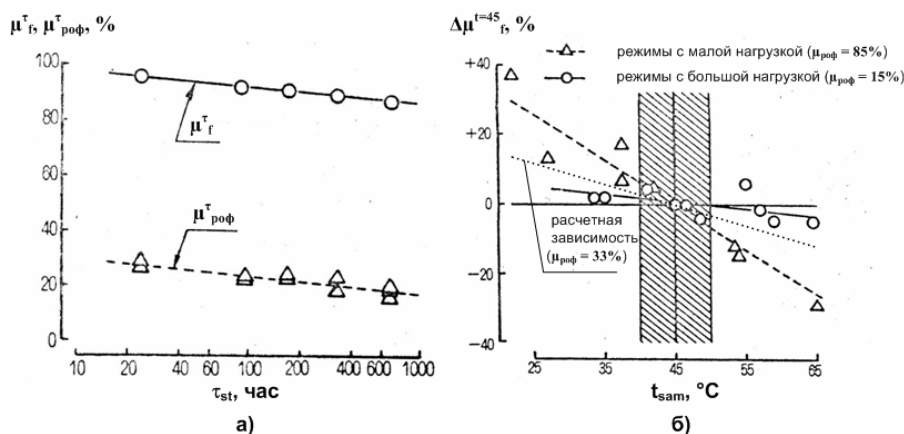 μτf, μτроф, %
100
80
60
40
20
0
μτf
μτроф
10 20 40 60 100 200 400 600 1000
τst, час
а)
Δμt=45f, %
режимы с малой нагрузкой (μроф = 85%)
режимы с большой нагрузкой (μроф = 15%)
+40
+20
0
−20
−40
расчетная
зависимость
(μроф = 33%)
25 35 45 55 65
tsam, °C
б)